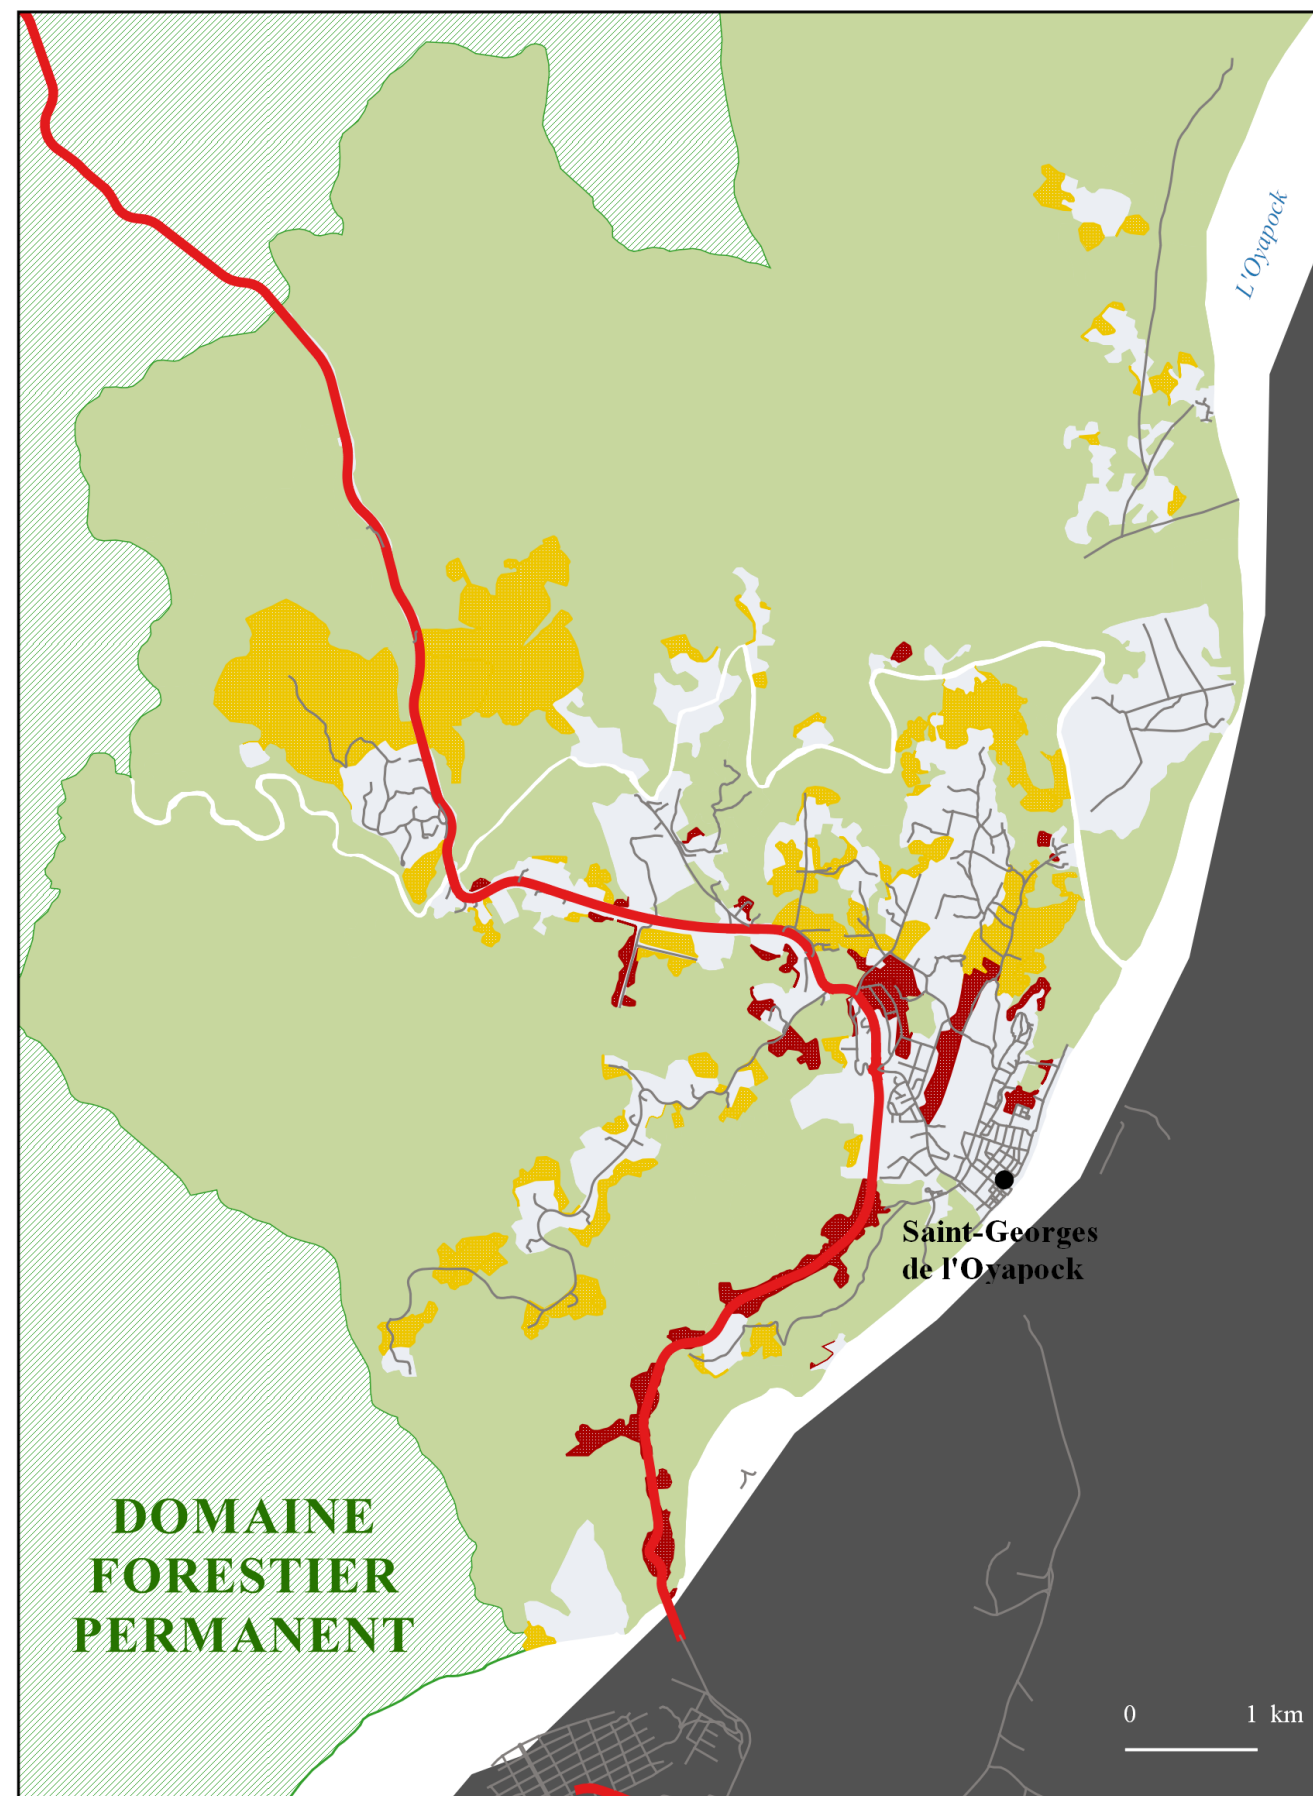 L'Oyapock
Saint-Georges
de l'Oyapock
DOMAINE
FORESTIER
PERMANENT
0 1 km